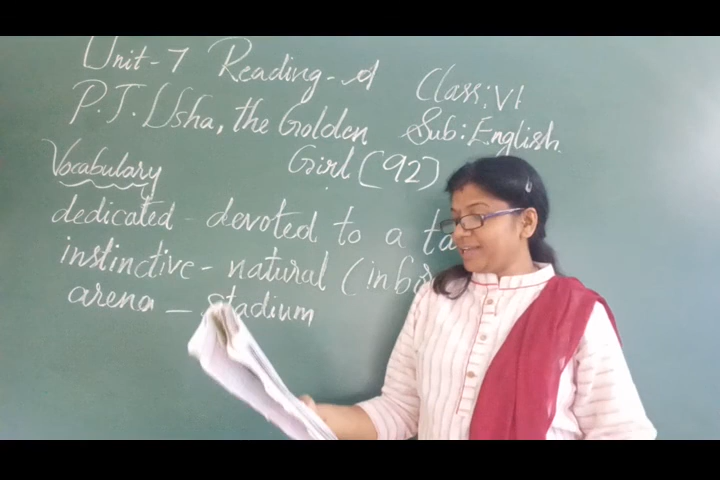 Unit-7 Reading-A
Class: VI
P.T. Usha, the Golden
Sub: English
Girl (92)
Vocabulary
dedicated - devoted to a
instinctive - natural
arena - stadium